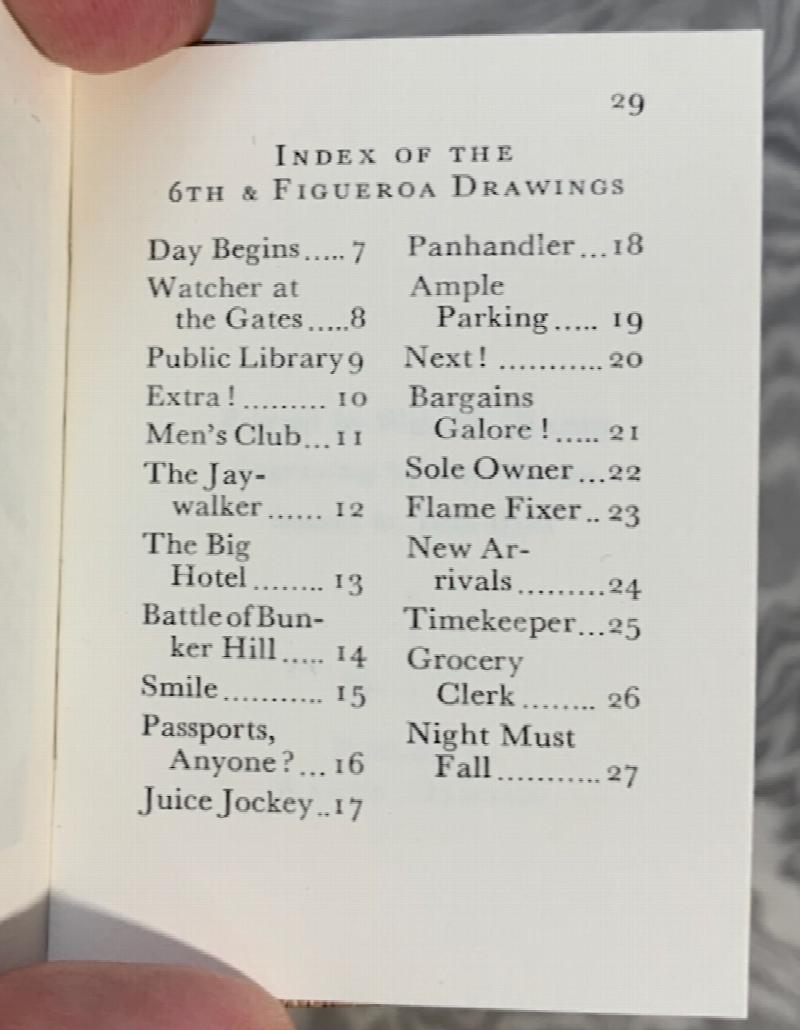 29
INDEX OF THE
6TH & FIGUEROA DRAWINGS
Day Begins.....7
Watcher at
the Gates.....8
Public Library 9
Extra! ......... 10
Men's Club...11
The Jay-
walker ...... 12
The Big
Hotel ........ 13
Battle of Bun-
ker Hill ..... 14
Smile ........... 15
Passports,
Anyone?... 16
Juice Jockey..17
Panhandler...18
Ample
Parking..... 19
Next! ........... 20
Bargains
Galore!..... 21
Sole Owner...22
Flame Fixer.. 23
New Ar-
rivals.........24
Timekeeper...25
Grocery
Clerk ........ 26
Night Must
Fall ........... 27